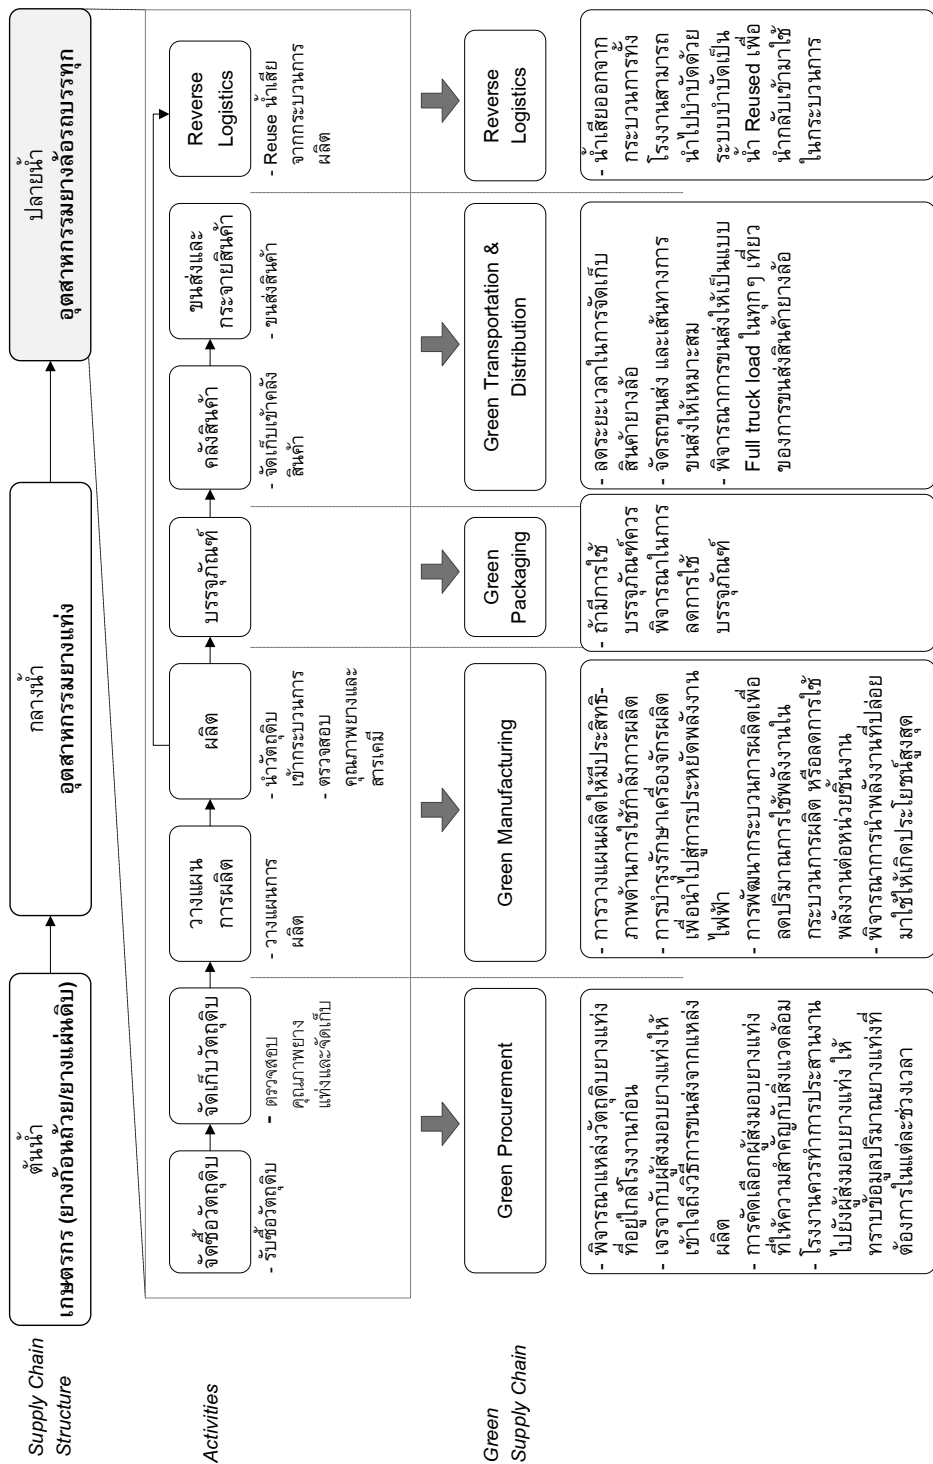 Supply Chain
Structure
ต้นน้ำ
เกษตรกร (ยางก้อนถ้วย/ยางแผ่นดิบ)
กลางน้ำ
อุตสาหกรรมยางแท่ง
ปลายน้ำ
อุตสาหกรรมยางล้อรถบรรทุก
Activities
จัดซื้อวัตถุดิบ
- รับซื้อวัตถุดิบ
จัดเก็บวัตถุดิบ
- ตรวจสอบ
คุณภาพยาง
แท่งและจัดเก็บ
วางแผน
การผลิต
- วางแผนการ
ผลิต
ผลิต
- นำวัตถุดิบ
เข้ากระบวนการ
- ตรวจสอบ
คุณภาพยางและ
สารเคมี
บรรจุภัณฑ์
คลังสินค้า
- จัดเก็บเข้าคลัง
สินค้า
ขนส่งและ
กระจายสินค้า
- ขนส่งสินค้า
Reverse
Logistics
- Reuse น้ำเสีย
จากกระบวนการ
ผลิต
Green
Supply Chain
Green Procurement
- พิจารณาแหล่งวัตถุดิบยางแท่ง
ที่อยู่ใกล้โรงงานก่อน
- เจรจากับผู้ส่งมอบยางแท่งให้
เข้าใจถึงวิธีการขนส่งจากแหล่ง
ผลิต
- การคัดเลือกผู้ส่งมอบยางแท่ง
ที่ให้ความสำคัญกับสิ่งแวดล้อม
- โรงงานควรทำการประสานงาน
ไปยังผู้ส่งมอบยางแท่ง ให้
ทราบข้อมูลปริมาณยางแท่งที่
ต้องการในแต่ละช่วงเวลา
Green Manufacturing
- การวางแผนผลิตให้มีประสิทธิ-
ภาพด้านการใช้กำลังการผลิต
- การบำรุงรักษาเครื่องจักรผลิต
เพื่อนำไปสู่การประหยัดพลังงาน
ไฟฟ้า
- การพัฒนากระบวนการผลิตเพื่อ
ลดปริมาณการใช้พลังงานใน
กระบวนการผลิต หรือลดการใช้
พลังงานต่อหน่วยชิ้นงาน
- พิจารณาการนำพลังงานที่ปล่อย
มาใช้ให้เกิดประโยชน์สูงสุด
Green
Packaging
- ถ้ามีการใช้
บรรจุภัณฑ์ควร
พิจารณาในการ
ลดการใช้
บรรจุภัณฑ์
Green Transportation &
Distribution
- ลดระยะเวลาในการจัดเก็บ
สินค้ายางล้อ
- จัดรถขนส่ง และเส้นทางการ
ขนส่งให้เหมาะสม
- พิจารณาการขนส่งให้เป็นแบบ
Full truck load ในทุกๆ เที่ยว
ของการขนส่งสินค้ายางล้อ
Reverse
Logistics
- น้ำเสียออกจาก
กระบวนการทั้ง
โรงงานสามารถ
นำไปบำบัดด้วย
ระบบบำบัดเป็น
น้ำ Reused เพื่อ
นำกลับเข้ามาใช้
ในกระบวนการ